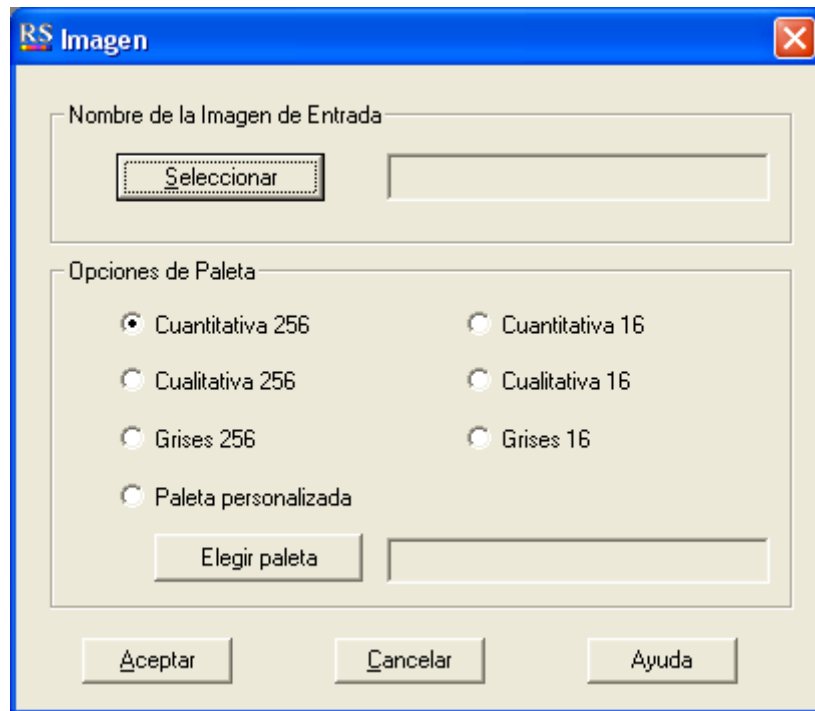 RS Imagen
Nombre de la Imagen de Entrada
Seleccionar
Opciones de Paleta
Cuantitativa 256 Cuantitativa 16
Cualitativa 256 Cualitativa 16
Grises 256 Grises 16
Paleta personalizada
Elegir paleta
Aceptar Cancelar Ayuda